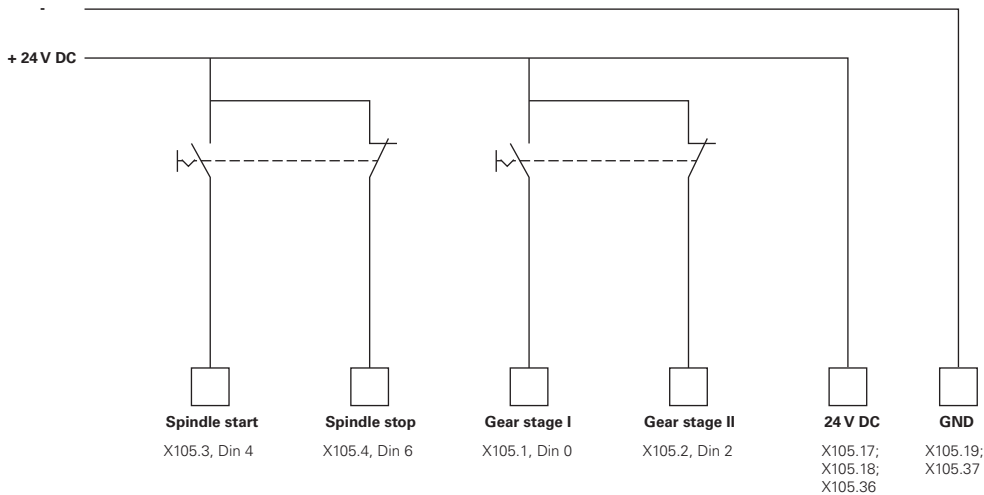 -
+ 24 V DC
Spindle start
X105.3, Din 4
Spindle stop
X105.4, Din 6
Gear stage I
X105.1, Din 0
Gear stage II
X105.2, Din 2
24 V DC
X105.17;
X105.18;
X105.36
GND
X105.19;
X105.37